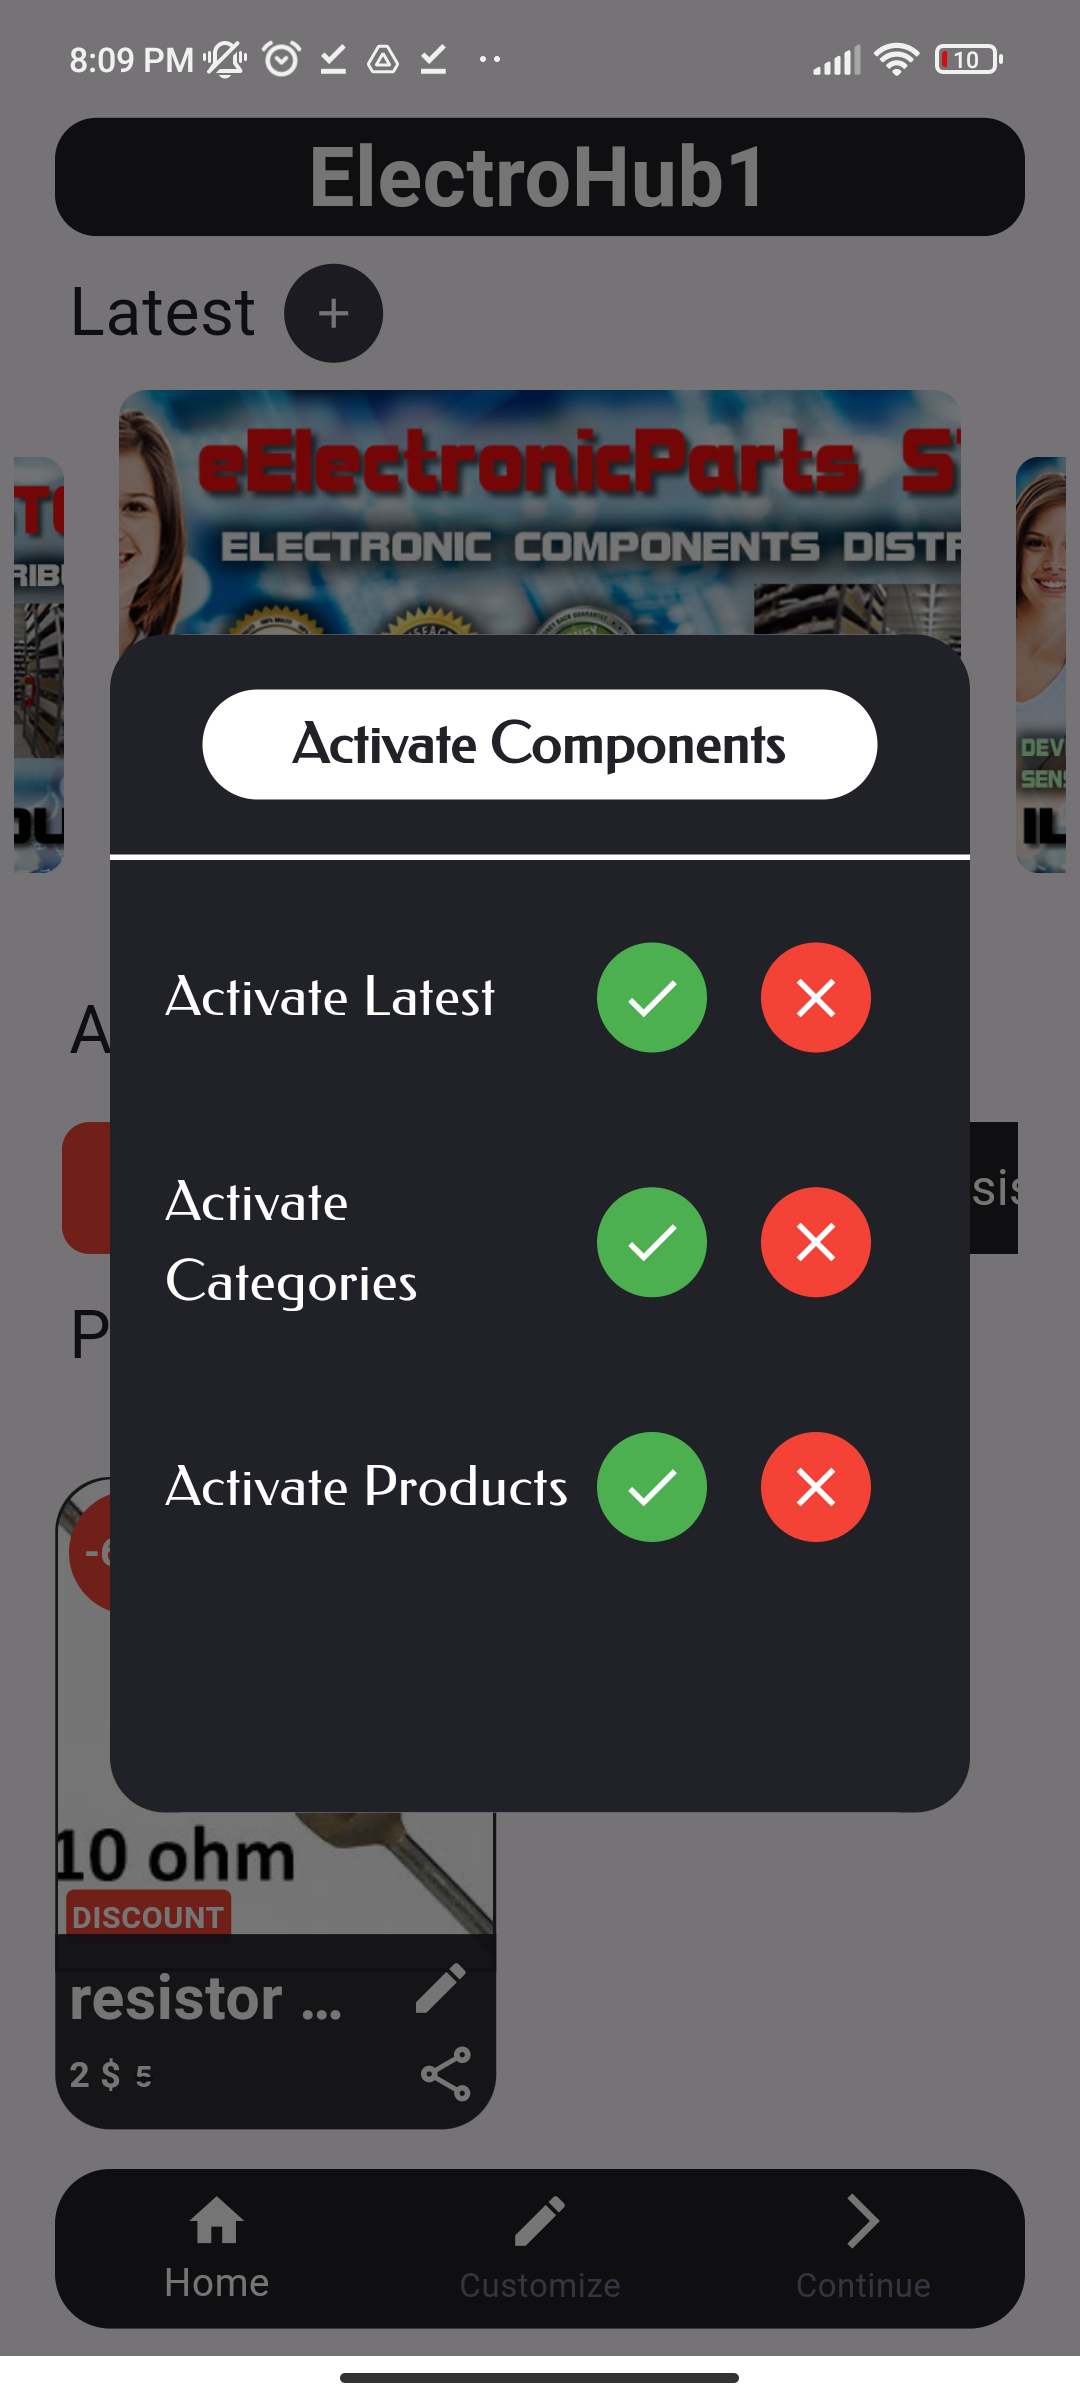 8:09 PM
10
ElectroHub1
Latest
eElectronicParts
ELECTRONIC COMPONENTS
Activate Components
Activate Latest
Activate
Categories
Activate Products
10 ohm
DISCOUNT
resistor ...
2 $ 5
Home
Customize
Continue